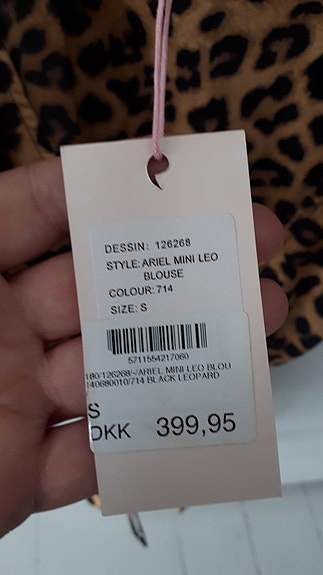 DESSIN: 126268
STYLE: ARIEL MINI LEO
BLOUSE
COLOUR: 714
SIZE: S
5711554217060
180/126268/-/ARIEL MINI LEO BLOU
140680010/714 BLACK LEOPARD
S
DKK 399,95